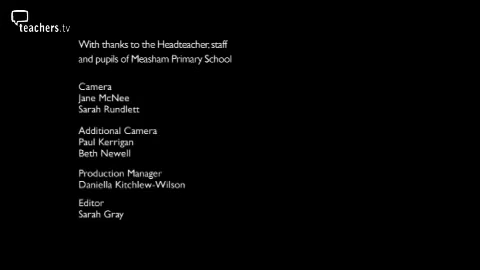 teachers.tv
With thanks to the Headteacher, staff
and pupils of Measham Primary School
Camera
Jane McNee
Sarah Rundlett
Additional Camera
Paul Kerrigan
Beth Newell
Production Manager
Daniella Kitchlew-Wilson
Editor
Sarah Gray